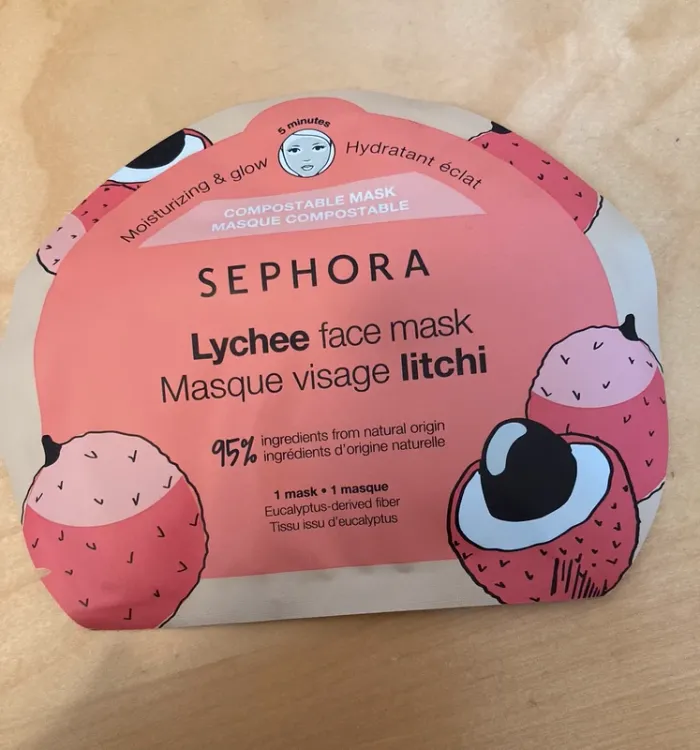 5 minutes
Moisturizing & glow
Hydratant éclat
COMPOSTABLE MASK
MASQUE COMPOSTABLE
SEPHORA
Lychee face mask
Masque visage litchi
95% ingredients from natural origin
ingrédients d'origine naturelle
1 mask • 1 masque
Eucalyptus-derived fiber
Tissu issu d'eucalyptus